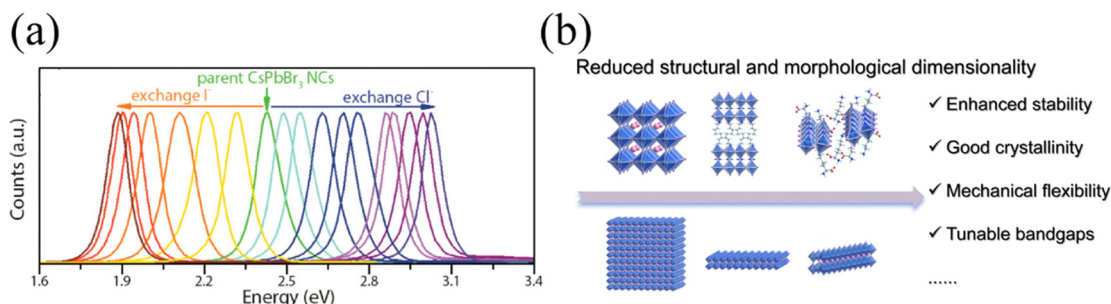 (a)
parent CsPbBr₃ NCs
exchange I⁻
exchange Cl⁻
Counts (a.u.)
1.6 1.9 2.2 2.5 2.8 3.1 3.4
Energy (eV)
(b)
Reduced structural and morphological dimensionality
✓ Enhanced stability
✓ Good crystallinity
✓ Mechanical flexibility
✓ Tunable bandgaps
......